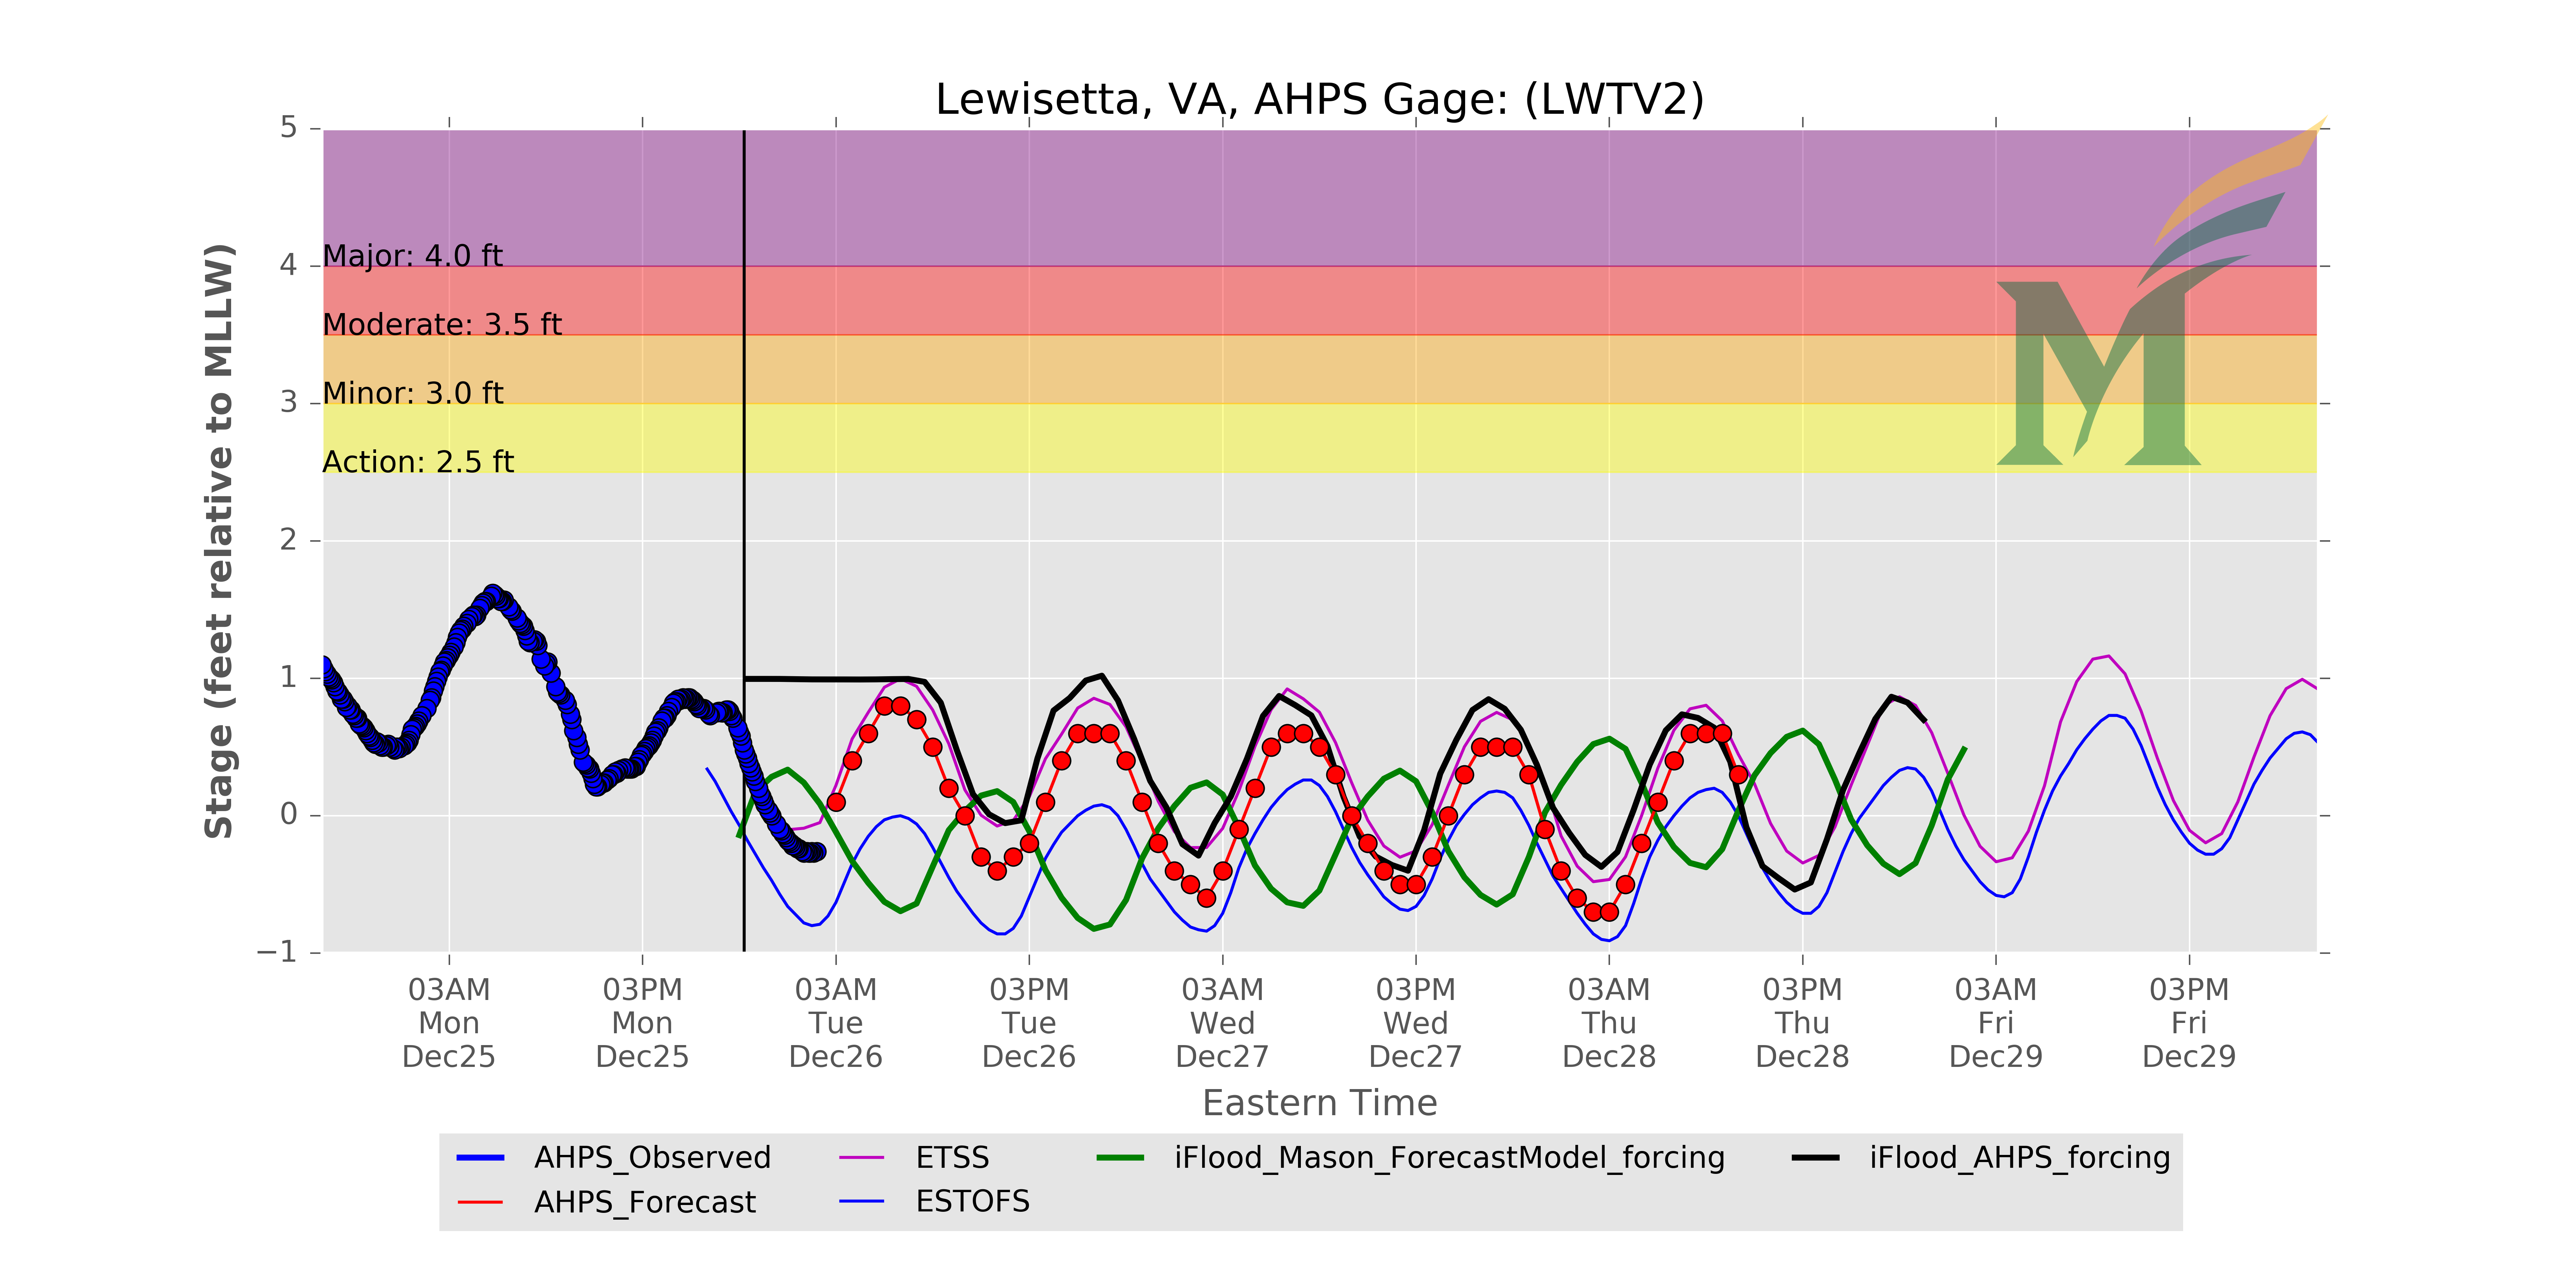 Lewisetta, VA, AHPS Gage: (LWTV2)
Stage (feet relative to MLLW)
5
4
3
2
1
0
−1
Major: 4.0 ft
Moderate: 3.5 ft
Minor: 3.0 ft
Action: 2.5 ft
M
03AM 03PM 03AM 03PM 03AM 03PM 03AM 03PM 03AM 03PM
Mon Mon Tue Tue Wed Wed Thu Thu Fri Fri
Dec25 Dec25 Dec26 Dec26 Dec27 Dec27 Dec28 Dec28 Dec29 Dec29
Eastern Time
AHPS_Observed ETSS iFlood_Mason_ForecastModel_forcing iFlood_AHPS_forcing
AHPS_Forecast ESTOFS